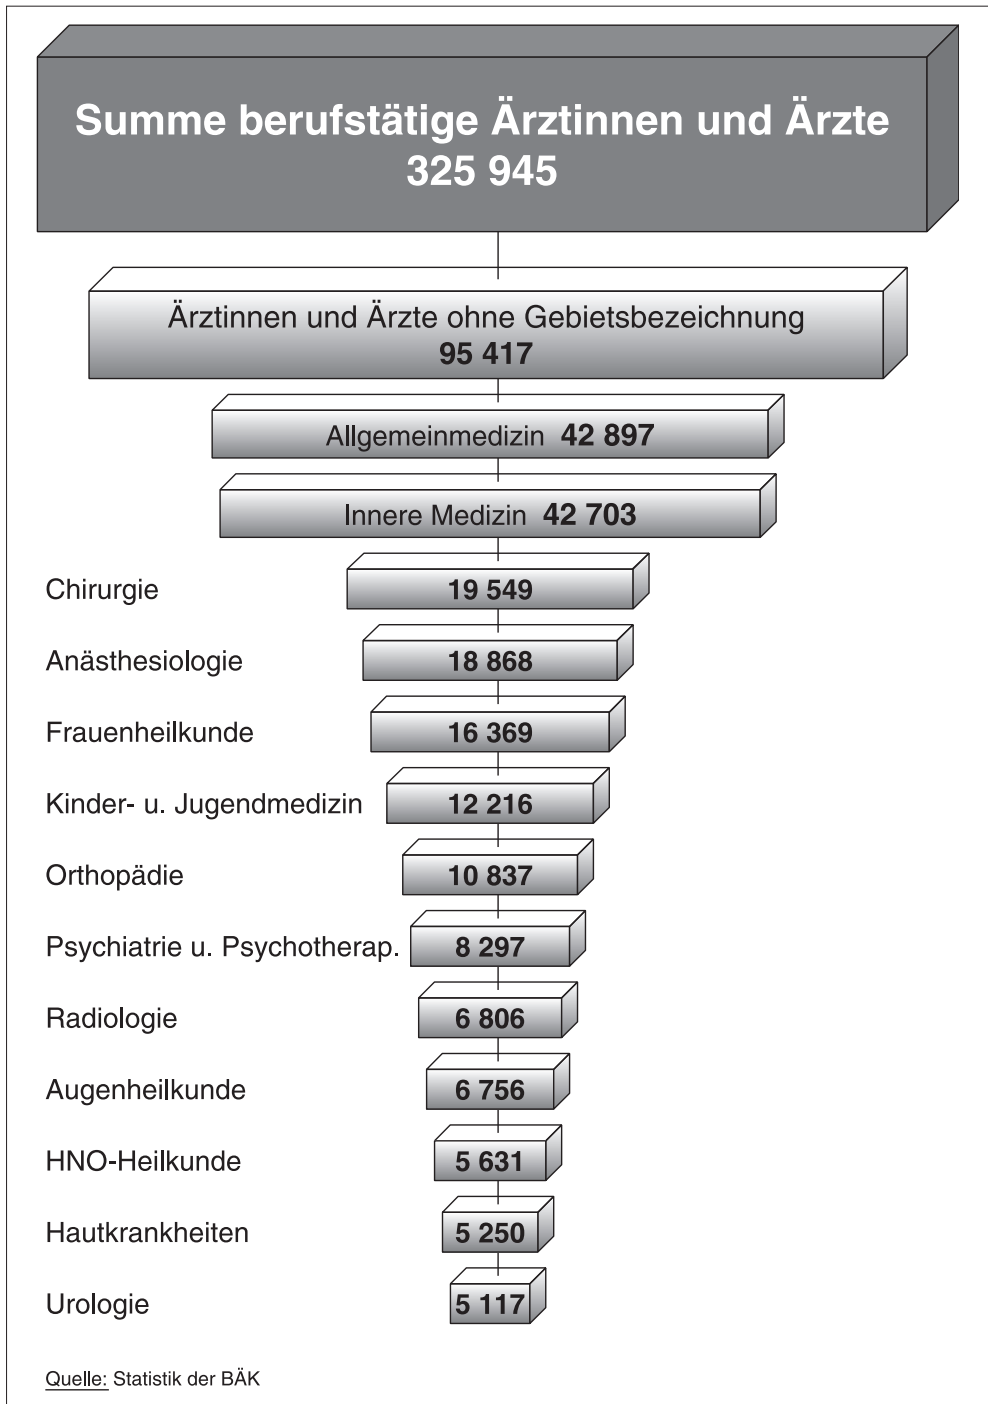 Summe berufstätige Ärztinnen und Ärzte
325 945
Ärztinnen und Ärzte ohne Gebietsbezeichnung
95 417
Allgemeinmedizin 42 897
Innere Medizin 42 703
Chirurgie 19 549
Anästhesiologie 18 868
Frauenheilkunde 16 369
Kinder- u. Jugendmedizin 12 216
Orthopädie 10 837
Psychiatrie u. Psychotherap. 8 297
Radiologie 6 806
Augenheilkunde 6 756
HNO-Heilkunde 5 631
Hautkrankheiten 5 250
Urologie 5 117
Quelle: Statistik der BÄK